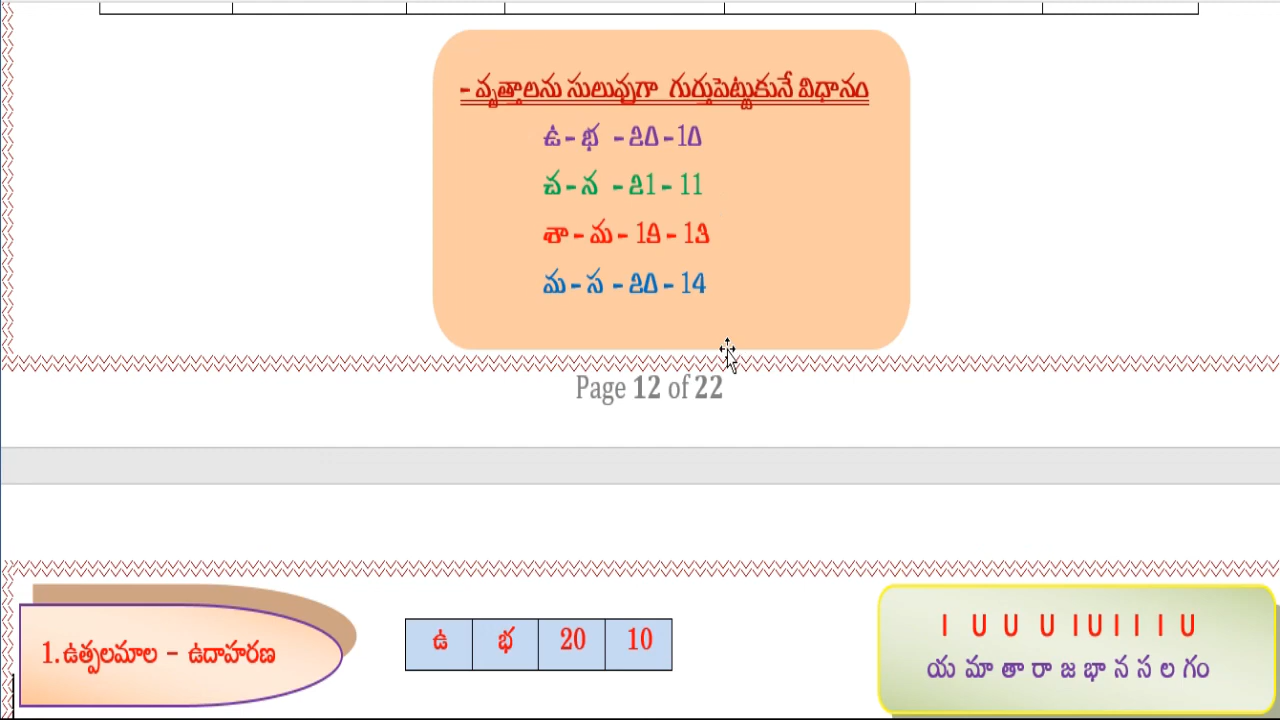 - వృత్తాలను సులువుగా గుర్తుపెట్టుకునే విధానం
ఉ - భ - 20 - 10
చ - న - 21 - 11
శా - మ - 19 - 13
మ - స - 20 - 14
Page 12 of 22
1. ఉత్పలమాల - ఉదాహరణ
ఉ భ 20 10
I U U U I U I I I U
య మా తా రా జ భా న స ల గం